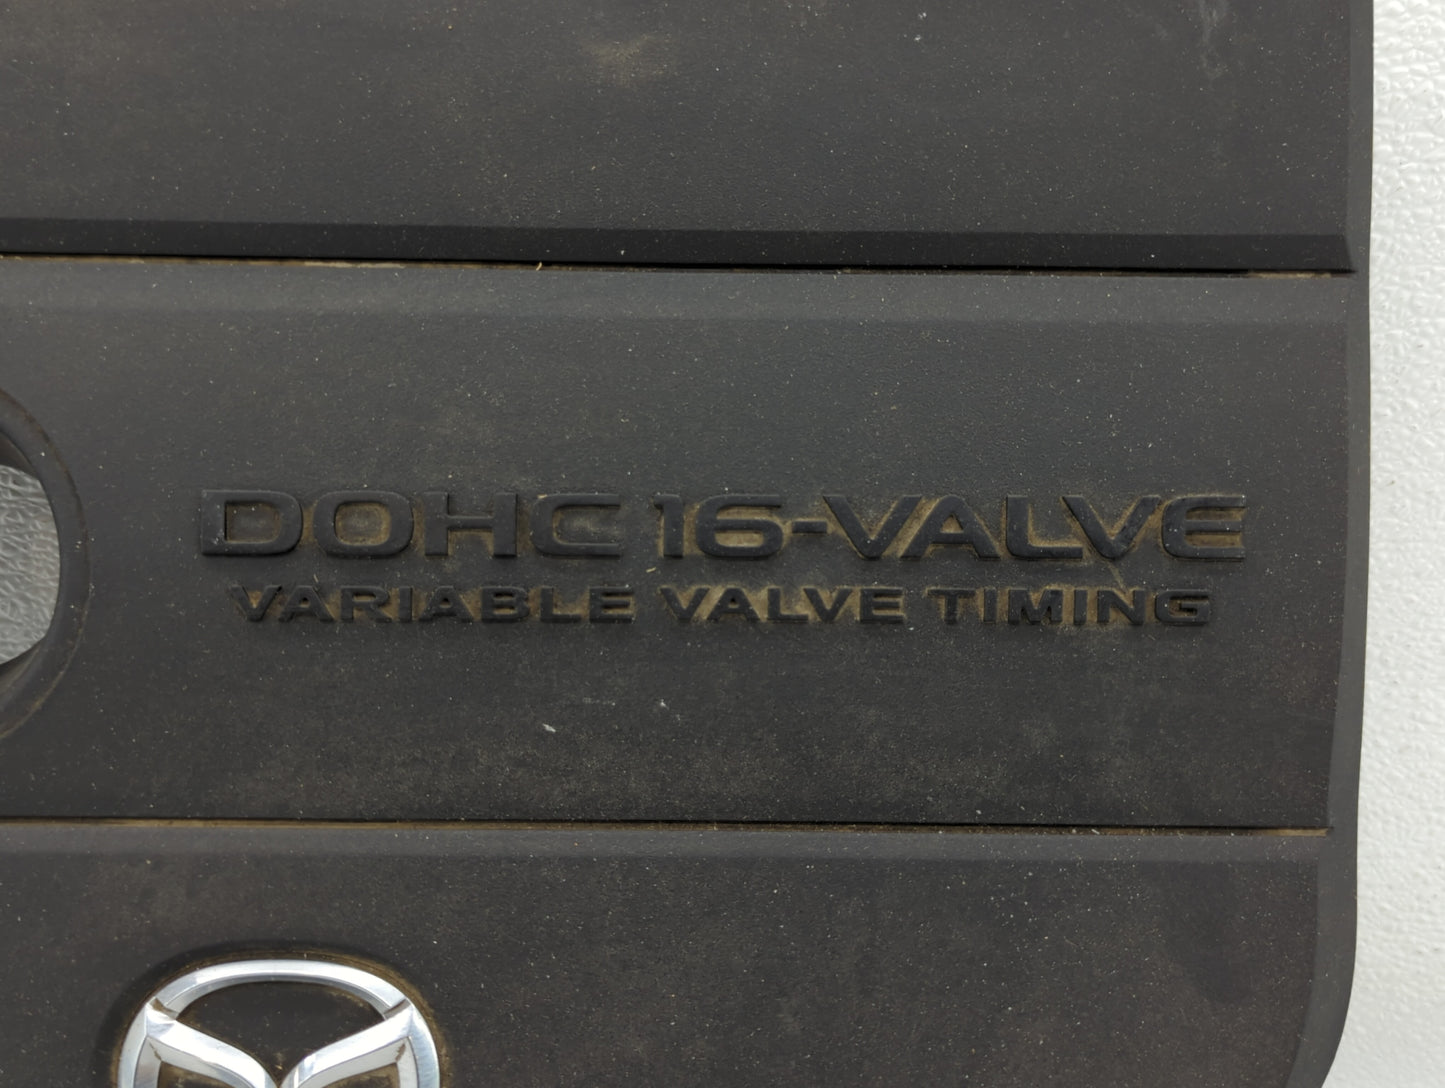 DOHC 16-VALVE
VARIABLE VALVE TIMING